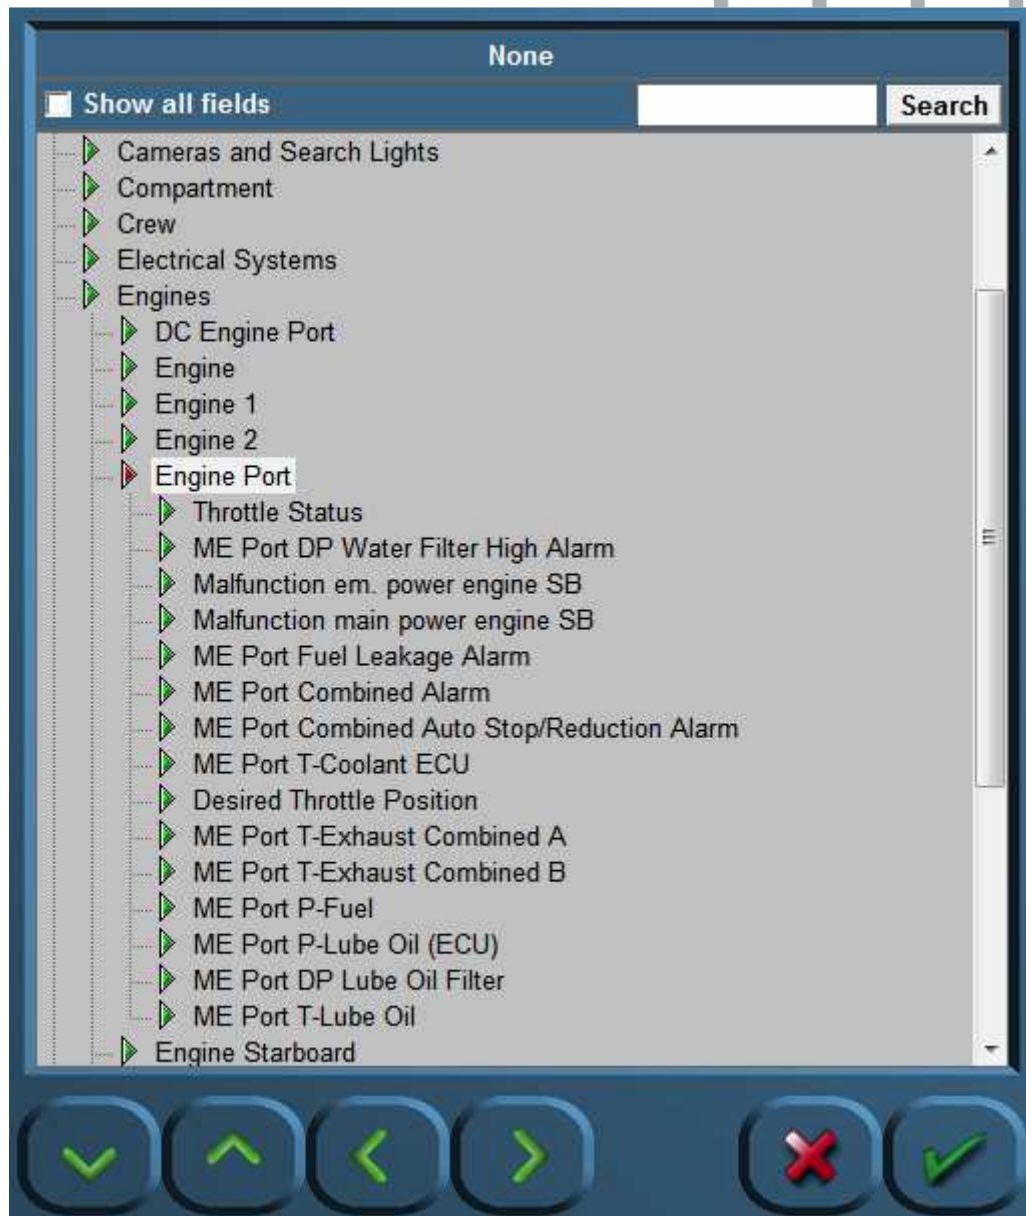 None
Show all fields Search
Cameras and Search Lights
Compartment
Crew
Electrical Systems
Engines
DC Engine Port
Engine
Engine 1
Engine 2
Engine Port
Throttle Status
ME Port DP Water Filter High Alarm
Malfunction em. power engine SB
Malfunction main power engine SB
ME Port Fuel Leakage Alarm
ME Port Combined Alarm
ME Port Combined Auto Stop/Reduction Alarm
ME Port T-Coolant ECU
Desired Throttle Position
ME Port T-Exhaust Combined A
ME Port T-Exhaust Combined B
ME Port P-Fuel
ME Port P-Lube Oil (ECU)
ME Port DP Lube Oil Filter
ME Port T-Lube Oil
Engine Starboard